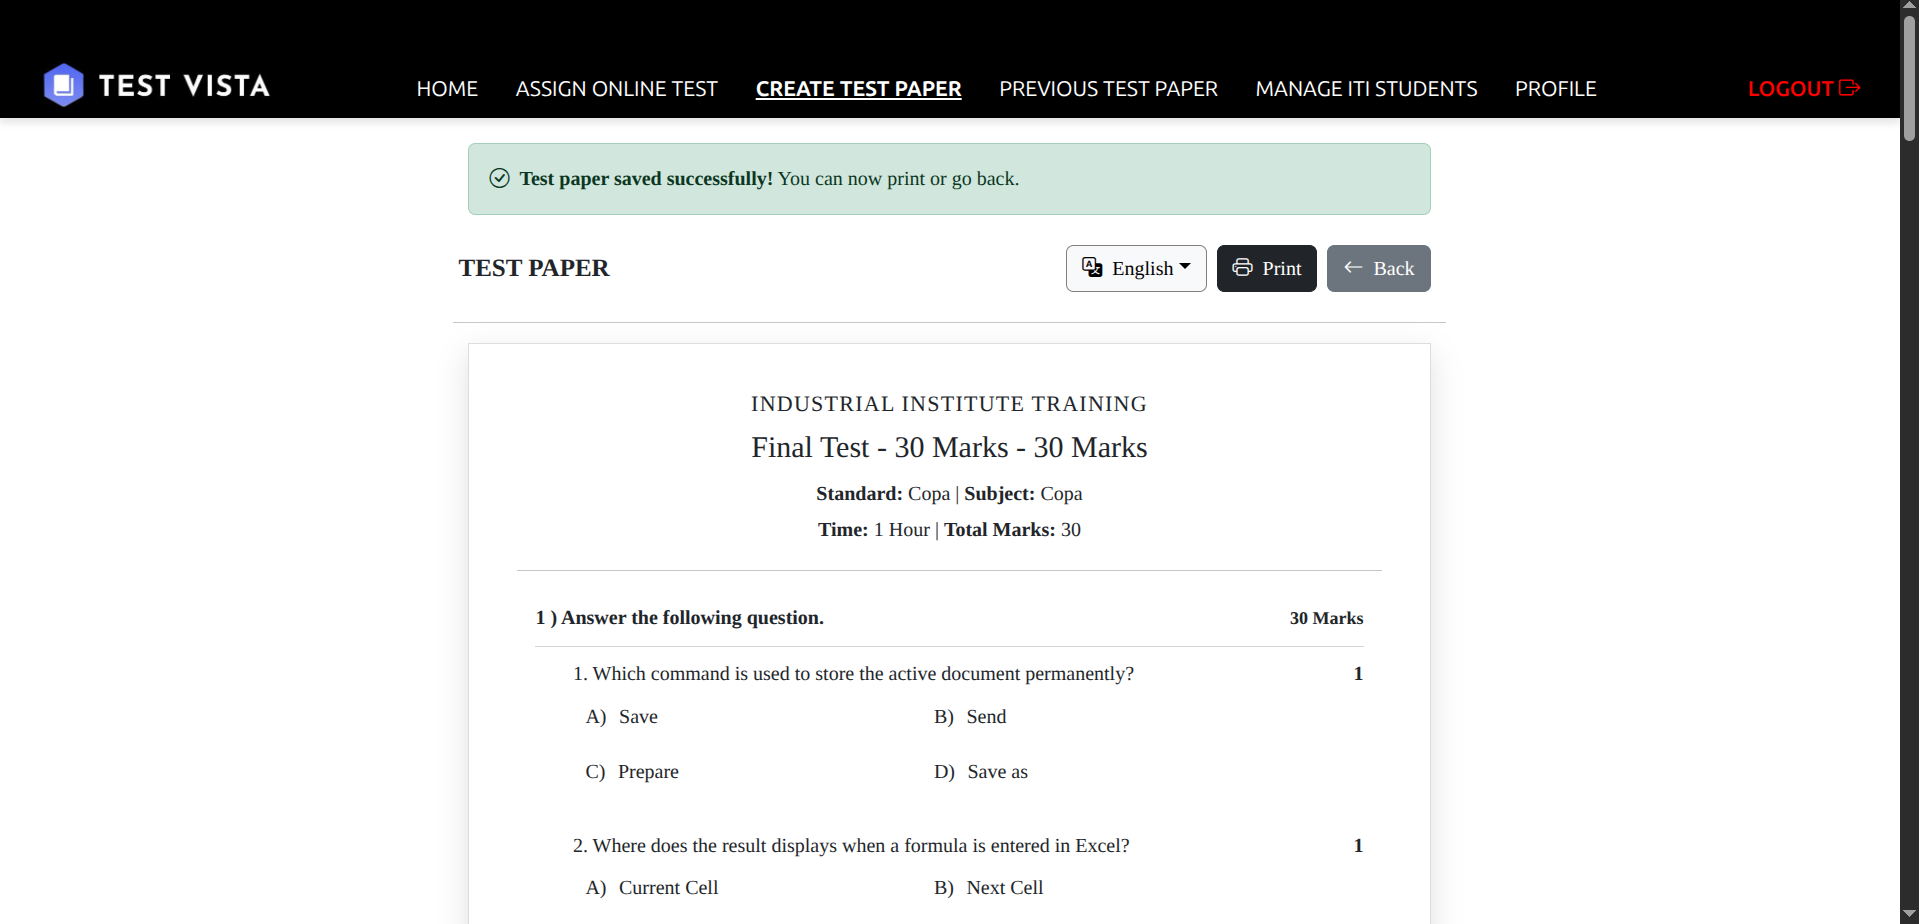 TEST VISTA
HOME ASSIGN ONLINE TEST CREATE TEST PAPER PREVIOUS TEST PAPER MANAGE ITI STUDENTS PROFILE LOGOUT
Test paper saved successfully! You can now print or go back.
TEST PAPER English Print Back
INDUSTRIAL INSTITUTE TRAINING
Final Test - 30 Marks - 30 Marks
Standard: Copa | Subject: Copa
Time: 1 Hour | Total Marks: 30
1 ) Answer the following question. 30 Marks
1. Which command is used to store the active document permanently? 1
A) Save B) Send
C) Prepare D) Save as
2. Where does the result displays when a formula is entered in Excel? 1
A) Current Cell B) Next Cell